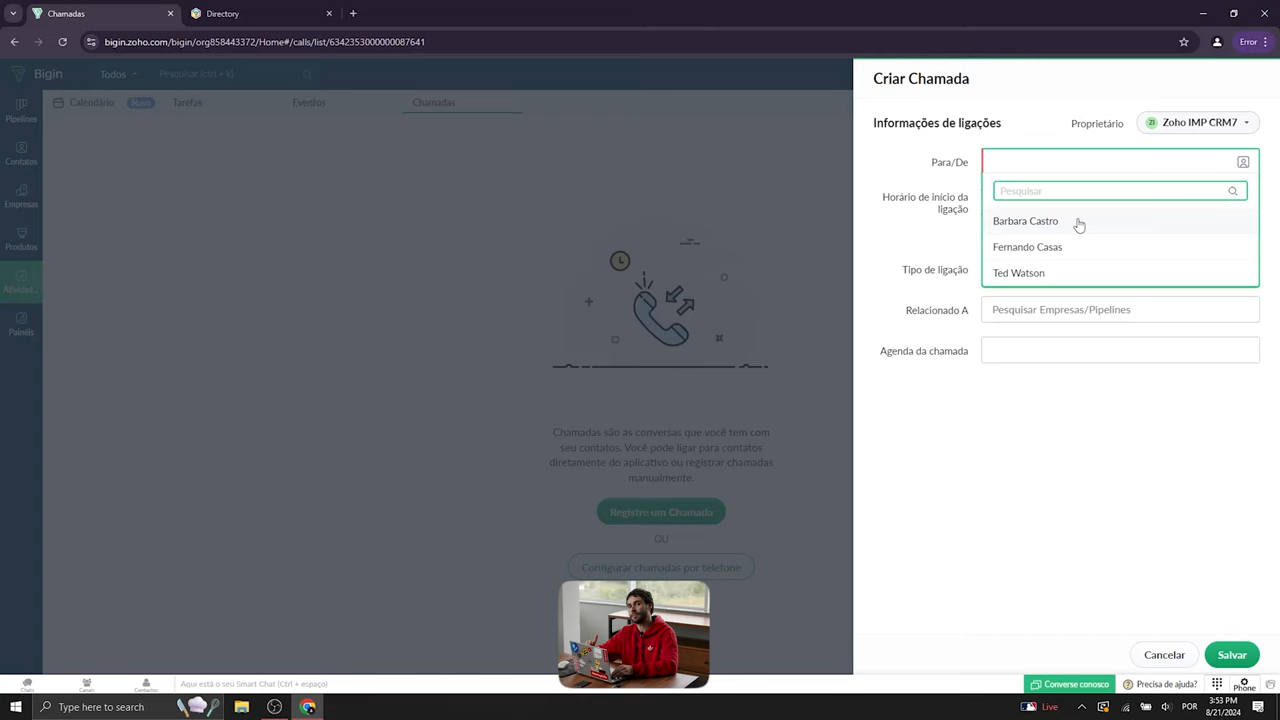 Chamadas
Directory
bigin.zoho.com/bigin/org858443372/Home#/calls/list/6342353000000087641
Error
Bigin
Todos
Pesquisar (ctrl + k)
Criar Chamada
Calendário
Novo
Tarefas
Eventos
Chamadas
Pipelines
Contatos
Empresas
Produtos
Atividad...
Painéis
Informações de ligações
Proprietário
ZI
Zoho IMP CRM7
Para/De
Pesquisar
Horário de início da
ligação
Barbara Castro
Fernando Casas
Tipo de ligação
Ted Watson
Relacionado A
Pesquisar Empresas/Pipelines
Agenda da chamada
Chamadas são as conversas que você tem com
seu contatos. Você pode ligar para contatos
diretamente do aplicativo ou registrar chamadas
manualmente.
Registre um Chamada
OU
Configurar chamadas por telefone
Cancelar
Salvar
Chats
Canais
Contactos
Aqui está o seu Smart Chat (Ctrl + espaço)
Converse conosco
Precisa de ajuda?
Phone
Type here to search
Live
POR
3:53 PM
8/21/2024